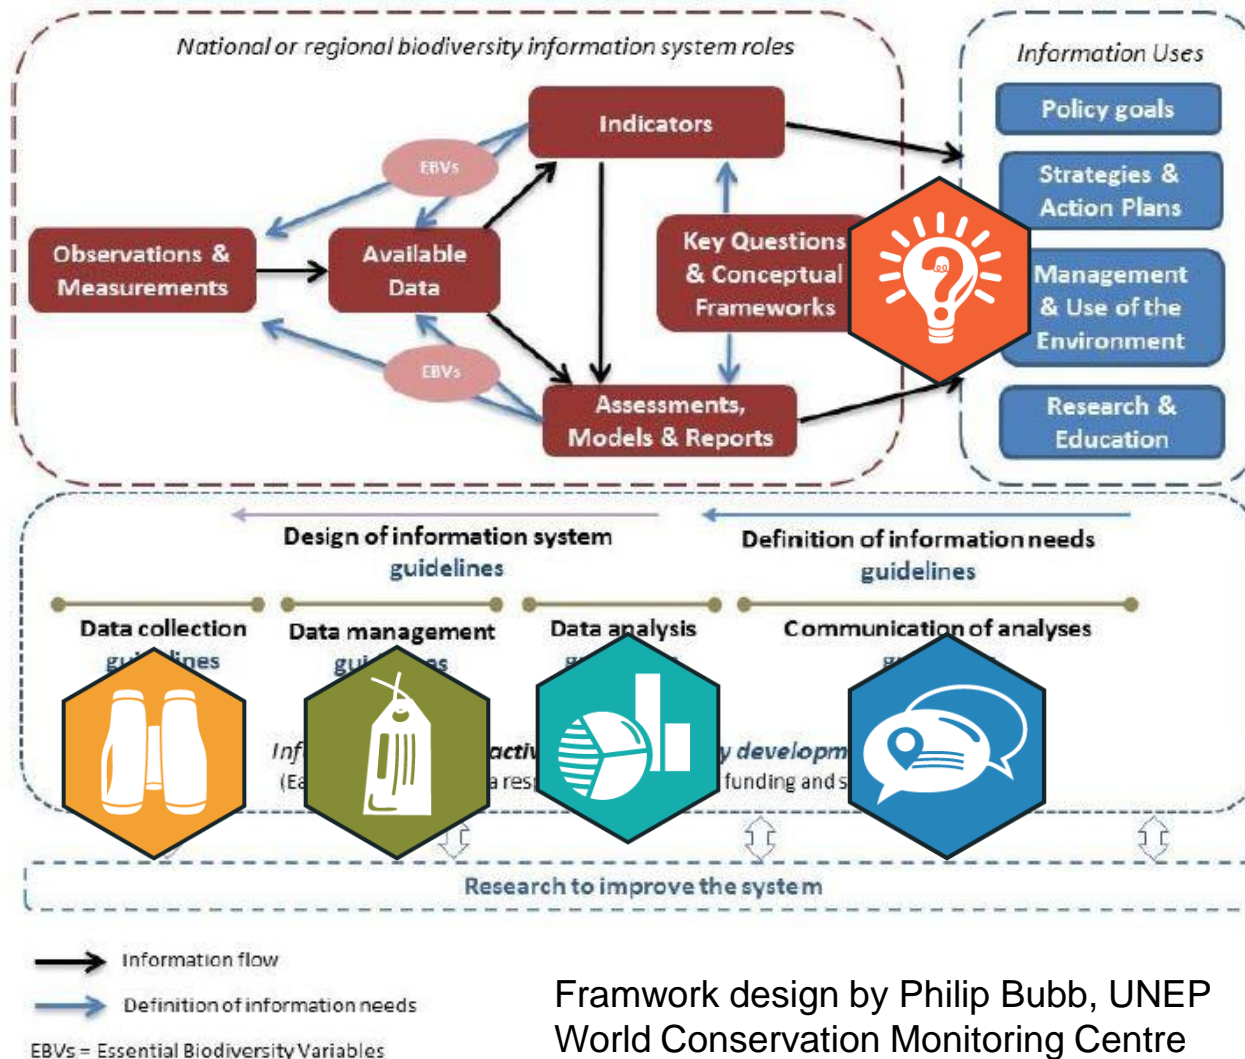 National or regional biodiversity information system roles
Information Uses
Indicators
Policy goals
EBVs
Strategies &
Action Plans
Observations &
Measurements
Available
Data
Key Questions
& Conceptual
Frameworks
Management
& Use of the
Environment
EBVs
Assessments,
Models & Reports
Research &
Education
Design of information system
guidelines
Definition of information needs
guidelines
Data collection
Data management
Data analysis
Communication of analyses
Research to improve the system
Information flow
Definition of information needs
EBVs = Essential Biodiversity Variables
Framwork design by Philip Bubb, UNEP
World Conservation Monitoring Centre